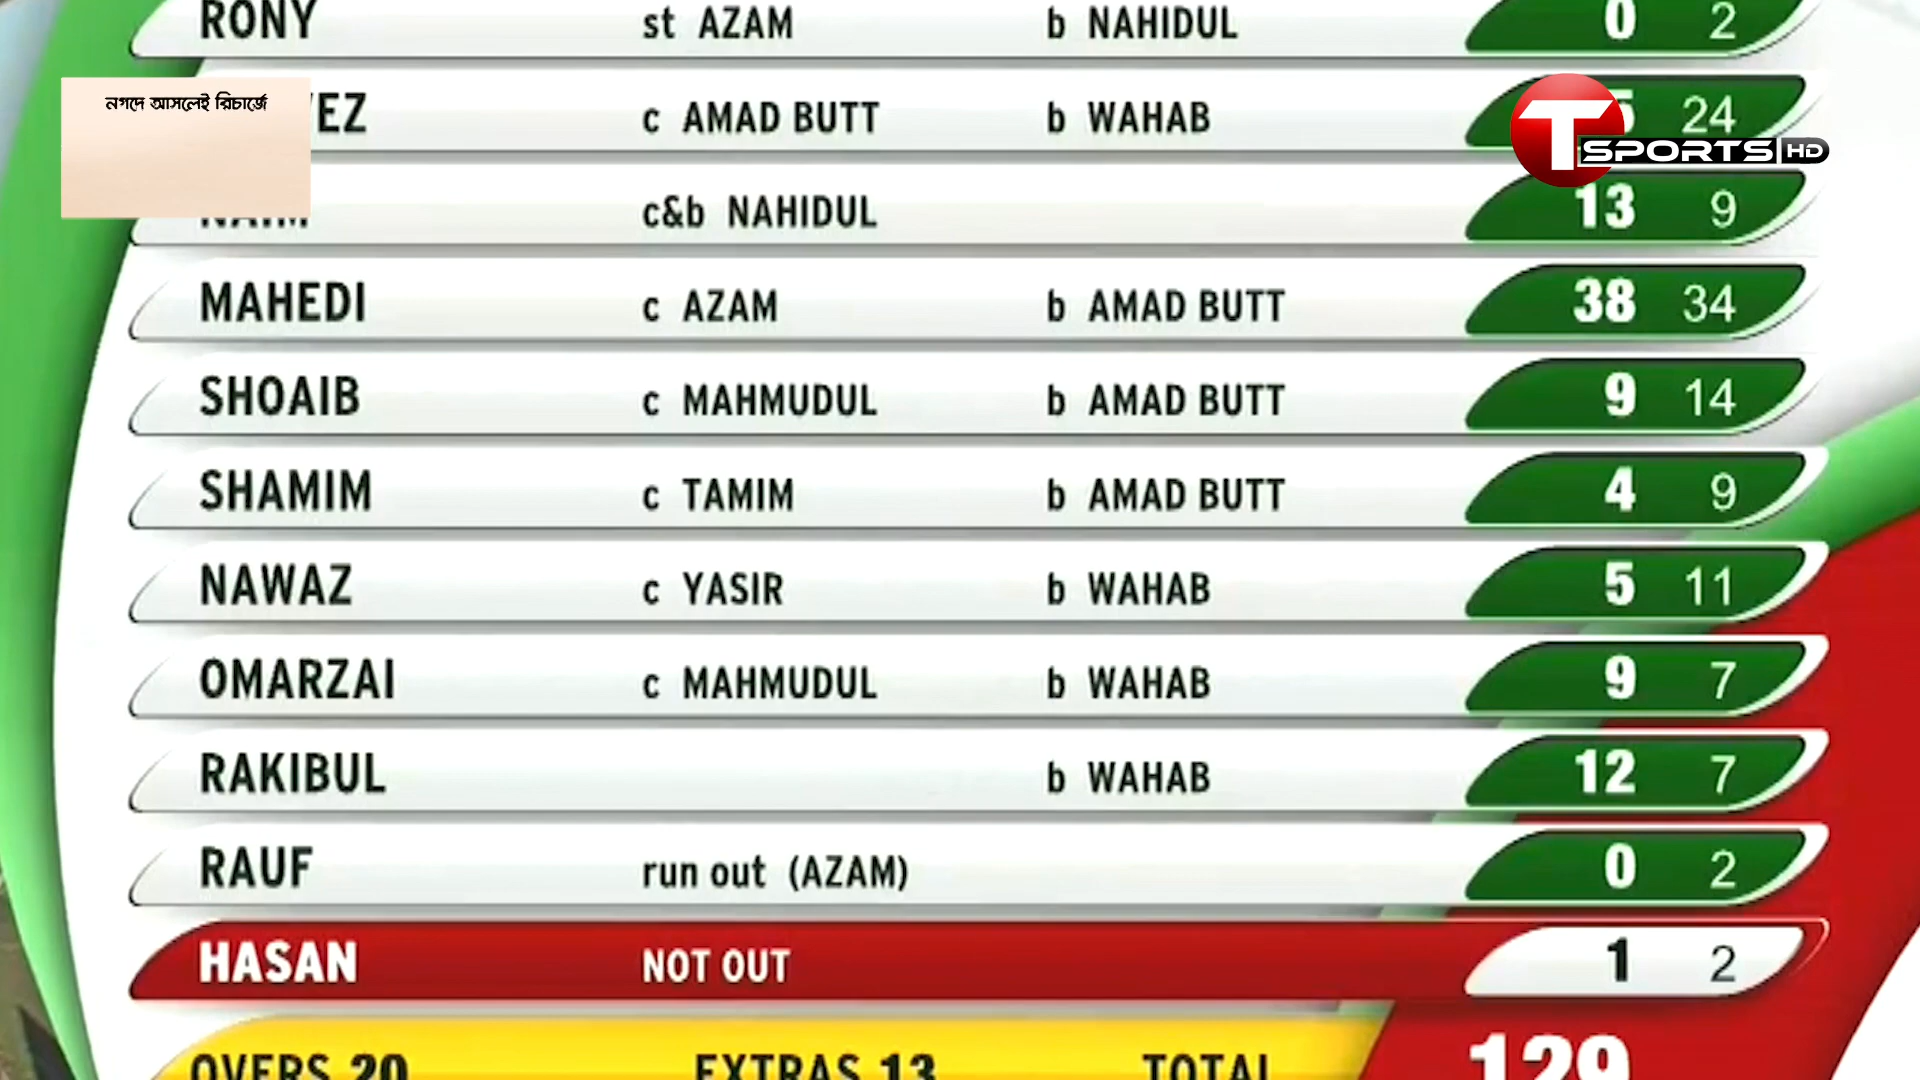 RONY st AZAM b NAHIDUL 0 2
নগদে আসলেই রিচার্জে
EZ c AMAD BUTT b WAHAB 5 24
T SPORTS HD
NAIM c&b NAHIDUL 13 9
MAHEDI c AZAM b AMAD BUTT 38 34
SHOAIB c MAHMUDUL b AMAD BUTT 9 14
SHAMIM c TAMIM b AMAD BUTT 4 9
NAWAZ c YASIR b WAHAB 5 11
OMARZAI c MAHMUDUL b WAHAB 9 7
RAKIBUL b WAHAB 12 7
RAUF run out (AZAM) 0 2
HASAN NOT OUT 1 2
OVERS 20 EXTRAS 13 TOTAL 129